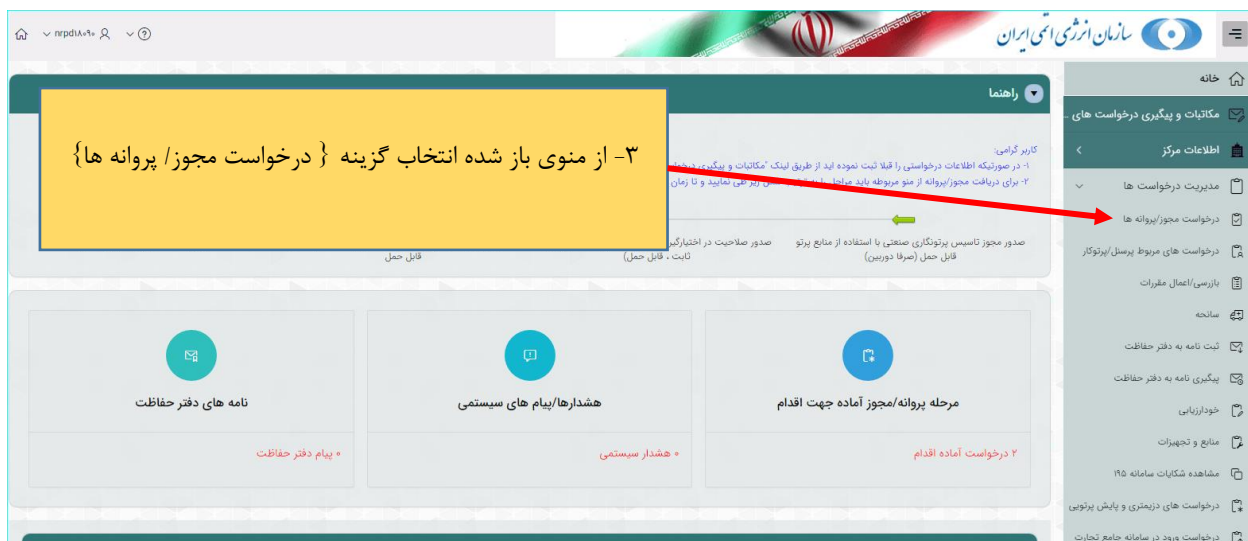 سازمان انرژی اتمی ایران
nrpd۱۸۰۹۰
خانه
مکاتبات و پیگیری درخواست های ..
اطلاعات مرکز
مدیریت درخواست ها
درخواست مجوز/پروانه ها
درخواست های مربوط پرسنل/پرتوکار
بازرسی/اعمال مقررات
سانحه
ثبت نامه به دفتر حفاظت
پیگیری نامه به دفتر حفاظت
خودارزیابی
منابع و تجهیزات
مشاهده شکایات سامانه ۱۹۵
درخواست های دزیمتری و پایش پرتویی
درخواست ورود در سامانه جامع تجارت
راهنما
۳- از منوی باز شده انتخاب گزینه { درخواست مجوز/ پروانه ها}
کاربر گرامی:
۱- در صورتیکه اطلاعات درخواستی را قبلا ثبت نموده اید از طریق لینک "مکاتبات و پیگیری
۲- برای دریافت مجوز/پروانه از منو مربوطه باید زیر طی نمایید و تا زمان
صدور مجوز تاسیس پرتونگاری صنعتی با استفاده از منابع پرتو
قابل حمل (صرفا دوربین)
صدور صلاحیت در
ثابت ، قابل حمل)
قابل حمل
مرحله پروانه/مجوز آماده جهت اقدام
۲ درخواست آماده اقدام
هشدارها/پیام های سیستمی
۰ هشدار سیستمی
نامه های دفتر حفاظت
۰ پیام دفتر حفاظت